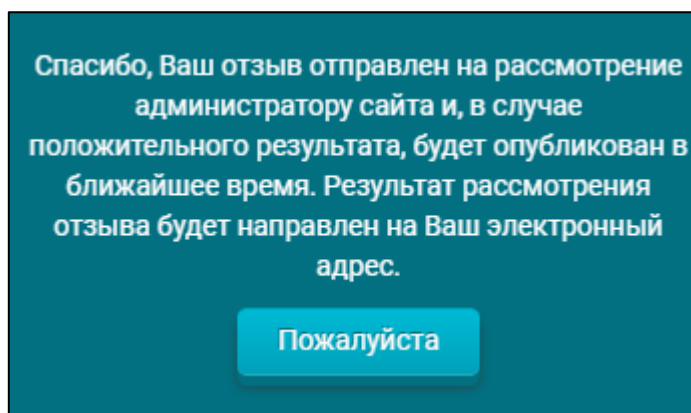 Спасибо, Ваш отзыв отправлен на рассмотрение
администратору сайта и, в случае
положительного результата, будет опубликован в
ближайшее время. Результат рассмотрения
отзыва будет направлен на Ваш электронный
адрес.
Пожалуйста